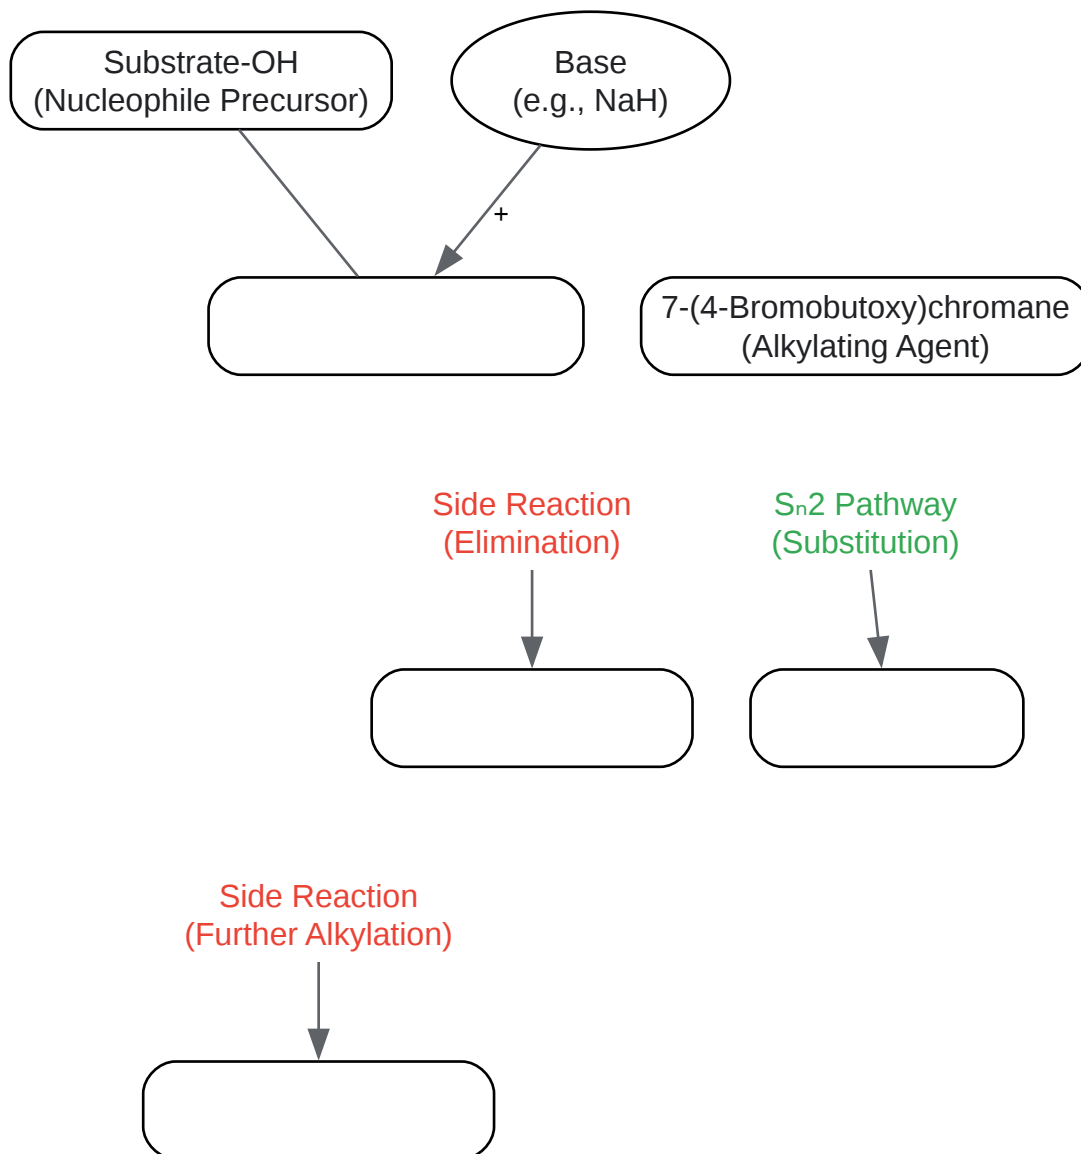 Substrate-OH
(Nucleophile Precursor)
Base
(e.g., NaH)
+
7-(4-Bromobutoxy)chromane
(Alkylating Agent)
Side Reaction
(Elimination)
Sₙ2 Pathway
(Substitution)
Side Reaction
(Further Alkylation)